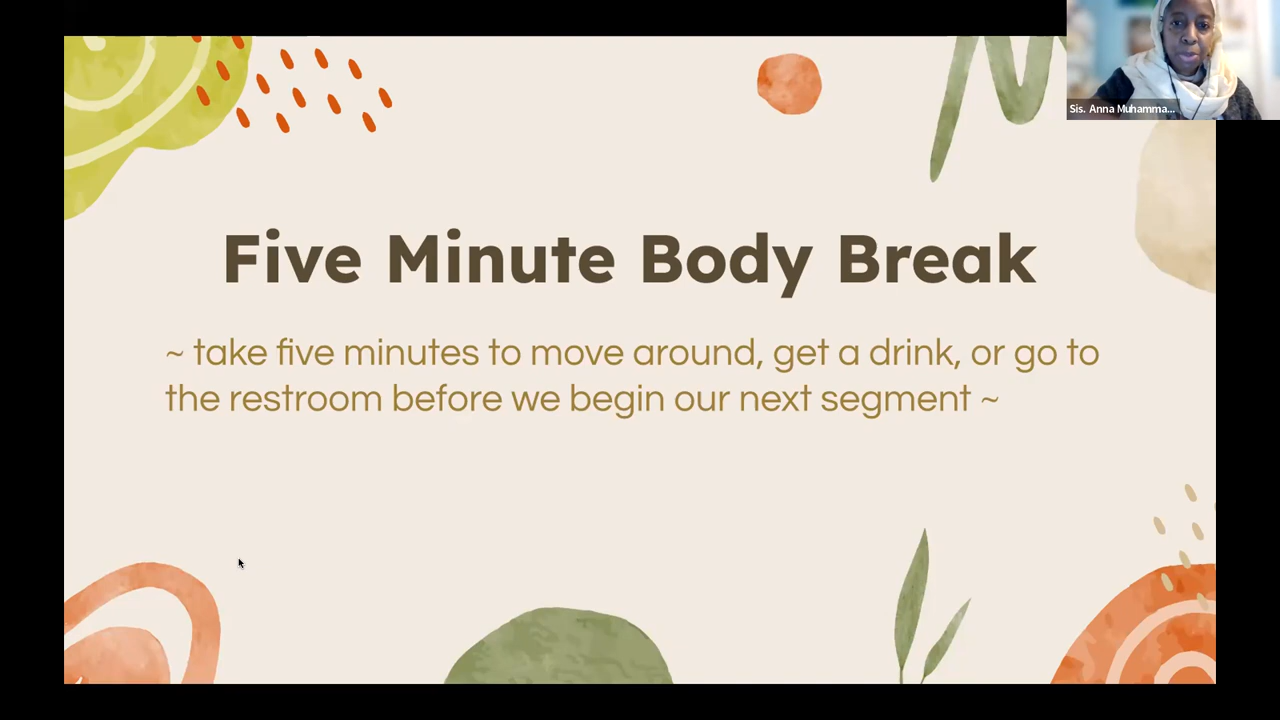 Sis. Anna Muhamma...
Five Minute Body Break
~ take five minutes to move around, get a drink, or go to
the restroom before we begin our next segment ~